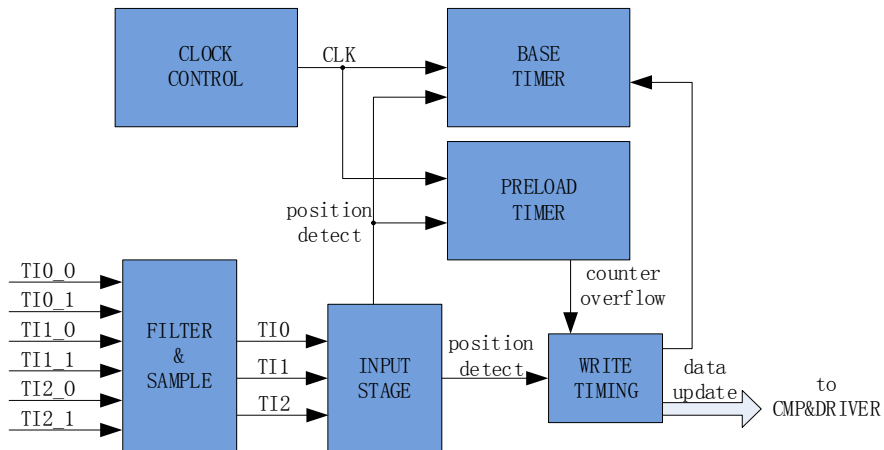 CLOCK
CONTROL
CLK
BASE
TIMER
PRELOAD
TIMER
position
detect
counter
overflow
TI0_0
TI0_1
TI1_0
TI1_1
TI2_0
TI2_1
FILTER
&
SAMPLE
TI0
TI1
TI2
INPUT
STAGE
position
detect
WRITE
TIMING
data
update
to
CMP&DRIVER